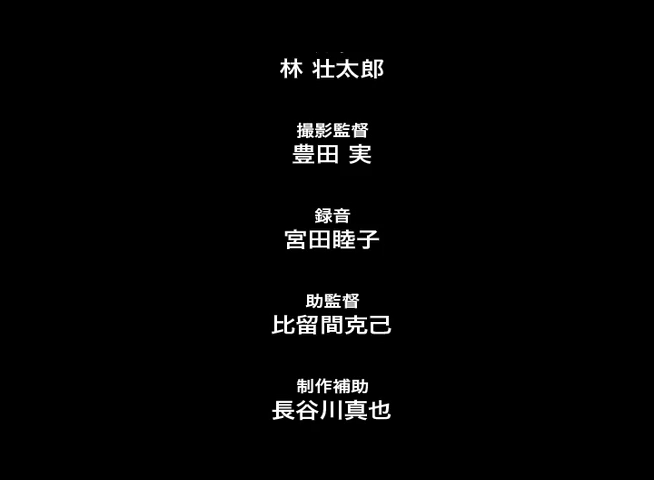 林 壮太郎
撮影監督
豊田 実
録音
宮田睦子
助監督
比留間克己
制作補助
長谷川真也